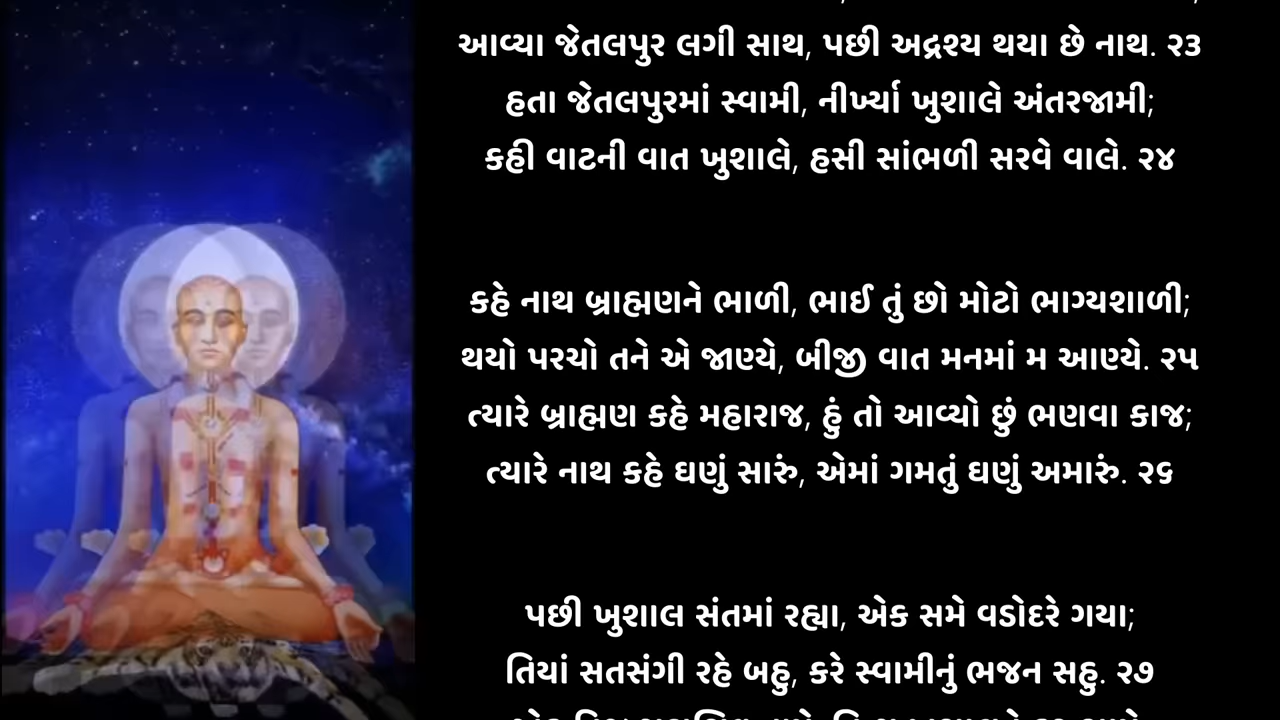 આવ્યા જેતલપુર લગી સાથ, પછી અદ્રશ્ય થયા છે નાથ. ૨૩
હતા જેતલપુરમાં સ્વામી, નીર્ખ્યા ખુશાલે અંતરજામી;
કહી વાટની વાત ખુશાલે, હસી સાંભળી સરવે વાલે. ૨૪
કહે નાથ બ્રાહ્મણને ભાળી, ભાઈ તું છો મોટો ભાગ્યશાળી;
થયો પરચો તને એ જાણ્યે, બીજી વાત મનમાં મ આણ્યે. ૨૫
ત્યારે બ્રાહ્મણ કહે મહારાજ, હું તો આવ્યો છું ભણવા કાજ;
ત્યારે નાથ કહે ઘણું સારું, એમાં ગમતું ઘણું અમારું. ૨૬
પછી ખુશાલ સંતમાં રહ્યા, એક સમે વડોદરે ગયા;
તિયાં સતસંગી રહે બહુ, કરે સ્વામીનું ભજન સહુ. ૨૭